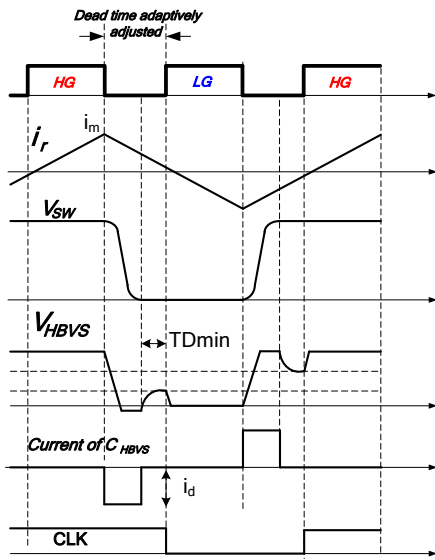 Dead time adaptively
adjusted
HG
LG
HG
im
ir
VSW
VHBVS
TDmin
Current of CHBVS
id
CLK